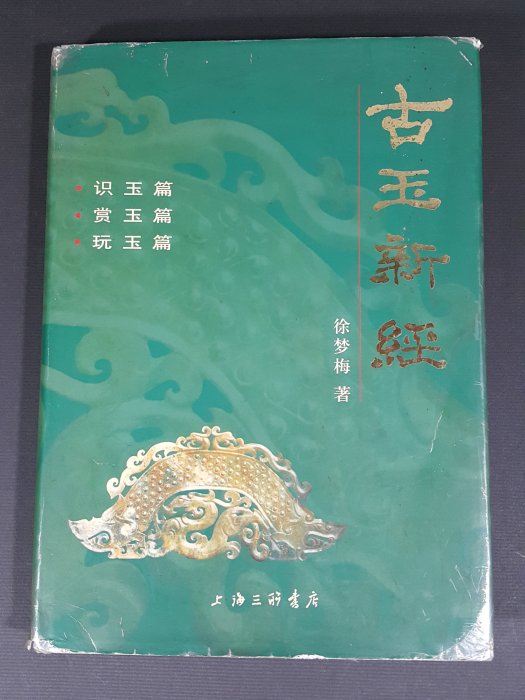 古玉新經
徐梦梅 著
• 识玉篇
• 赏玉篇
• 玩玉篇
上海三联书店